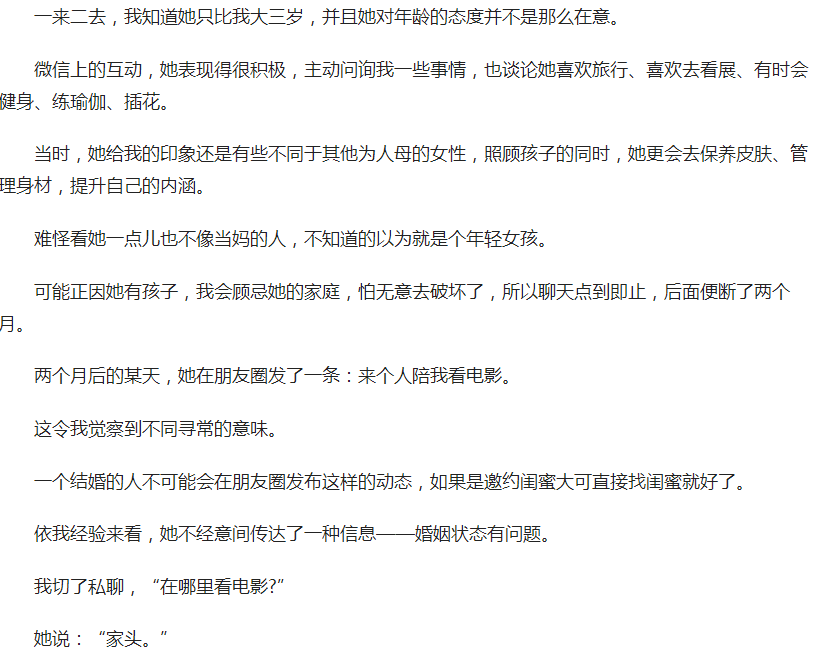 一来二去，我知道她只比我大三岁，并且她对年龄的态度并不是那么在意。
微信上的互动，她表现得很积极，主动问询我一些事情，也谈论她喜欢旅行、喜欢去看展、有时会
健身、练瑜伽、插花。
当时，她给我的印象还是有些不同于其他为人母的女性，照顾孩子的同时，她更会去保养皮肤、管
理身材，提升自己的内涵。
难怪看她一点儿也不像当妈的人，不知道的以为就是个年轻女孩。
可能正因她有孩子，我会顾忌她的家庭，怕无意去破坏了，所以聊天点到即止，后面便断了两个
月。
两个月后的某天，她在朋友圈发了一条：来个人陪我看电影。
这令我觉察到不同寻常的意味。
一个结婚的人不可能会在朋友圈发布这样的动态，如果是邀约闺蜜大可直接找闺蜜就好了。
依我经验来看，她不经意间传达了一种信息——婚姻状态有问题。
我切了私聊，“在哪里看电影?”
她说：“家头。”